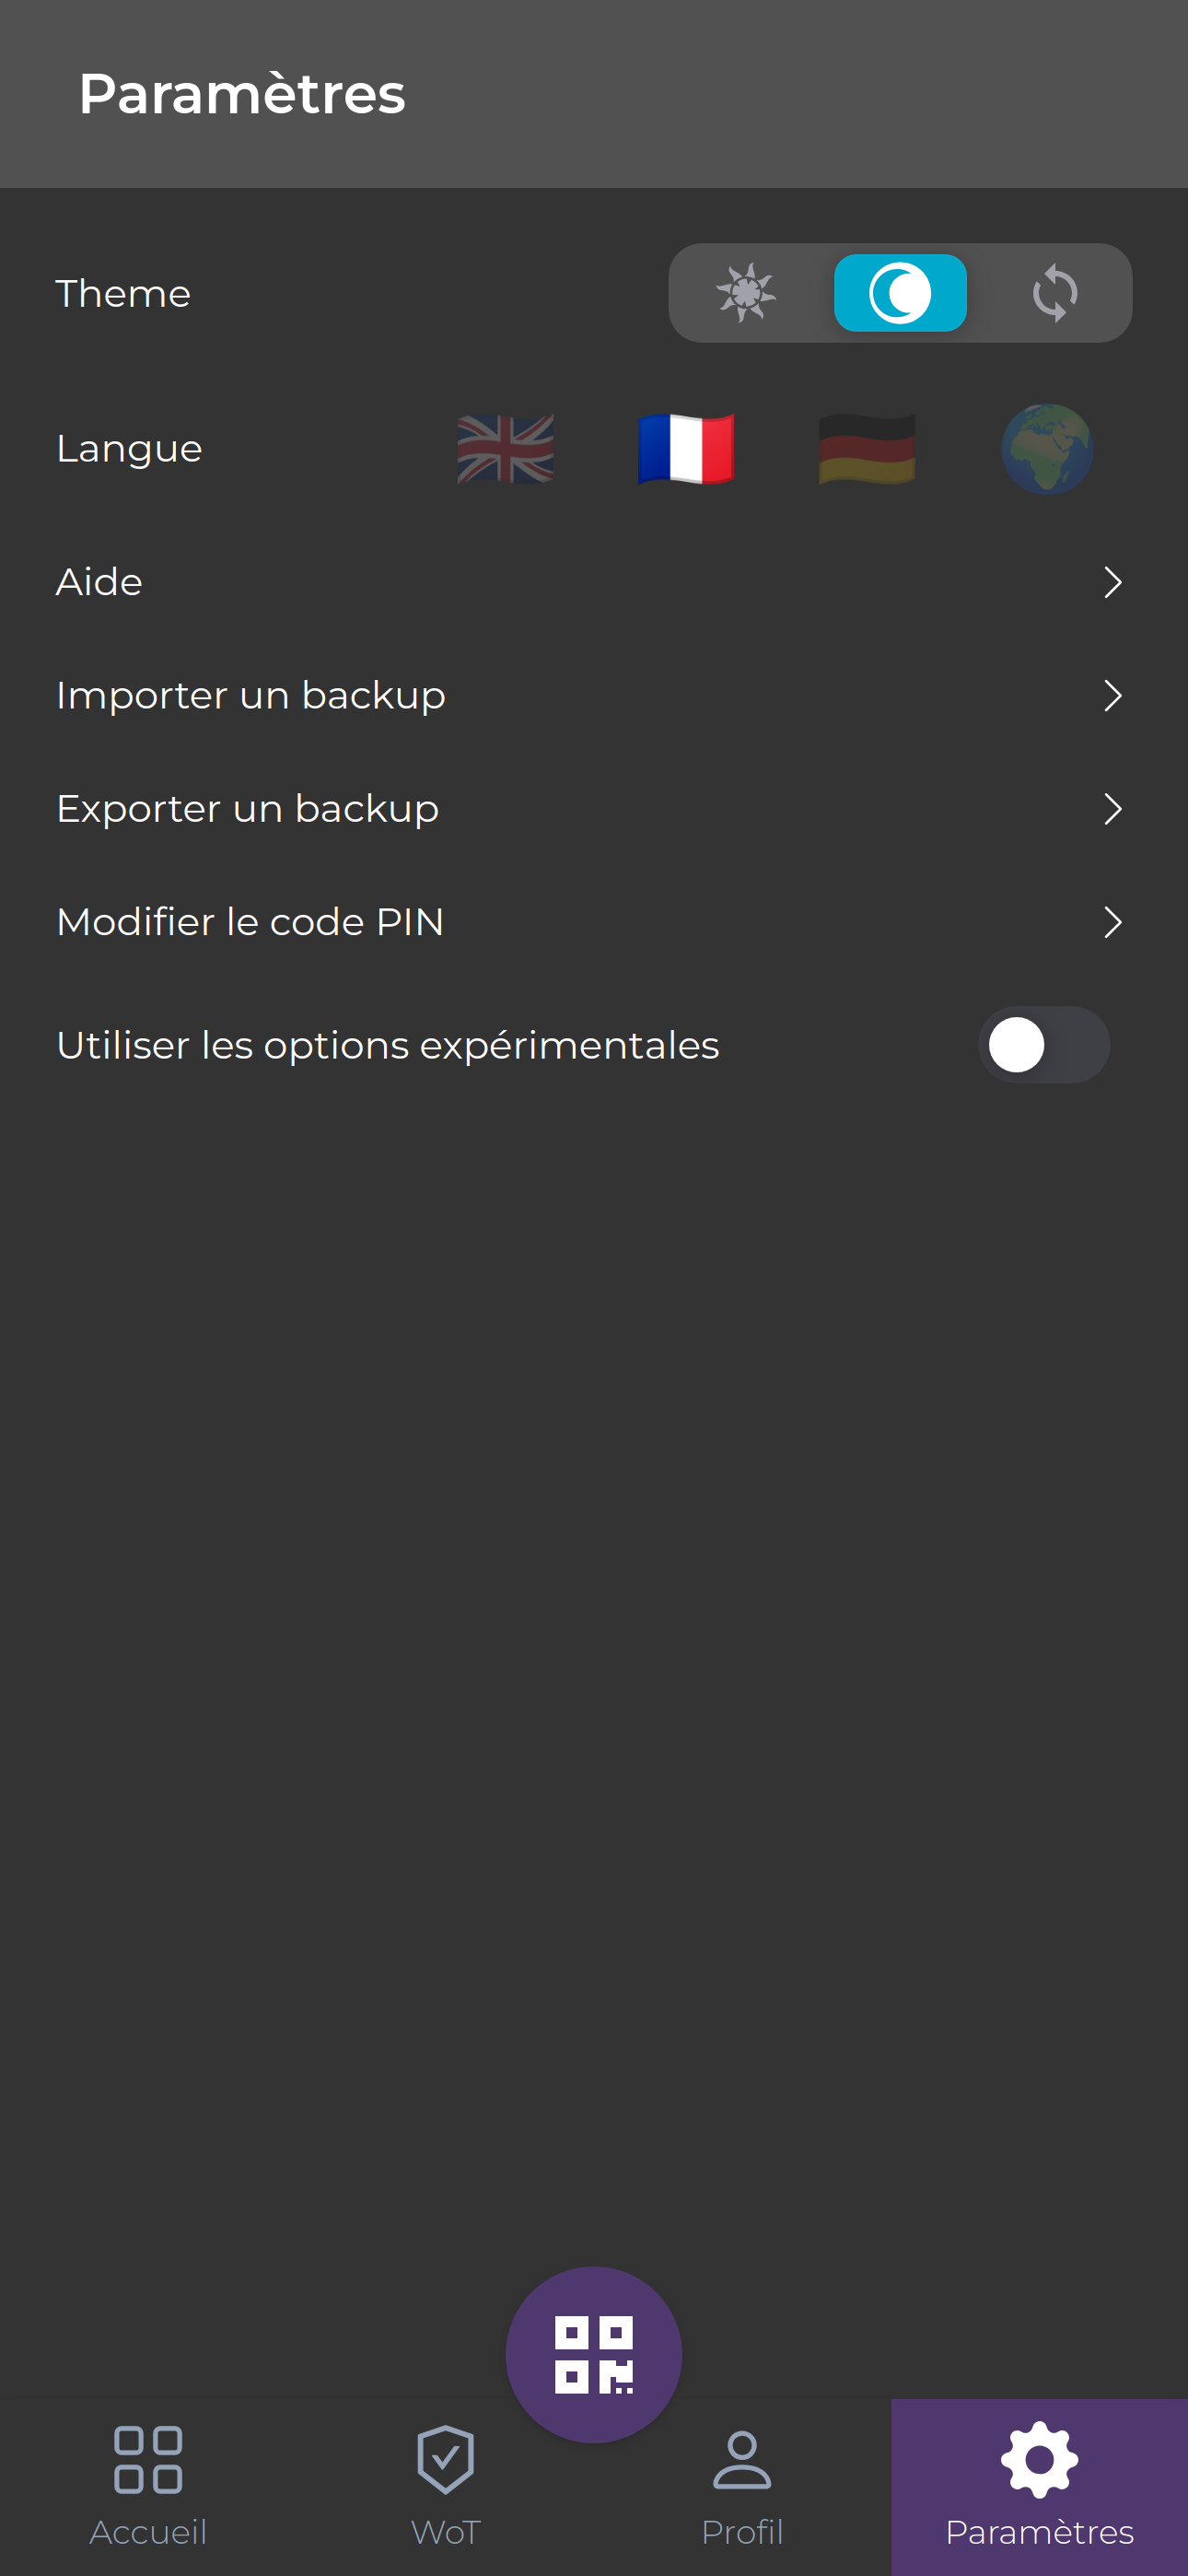 Paramètres
Theme
Langue
Aide
Importer un backup
Exporter un backup
Modifier le code PIN
Utiliser les options expérimentales
Accueil
WoT
Profil
Paramètres